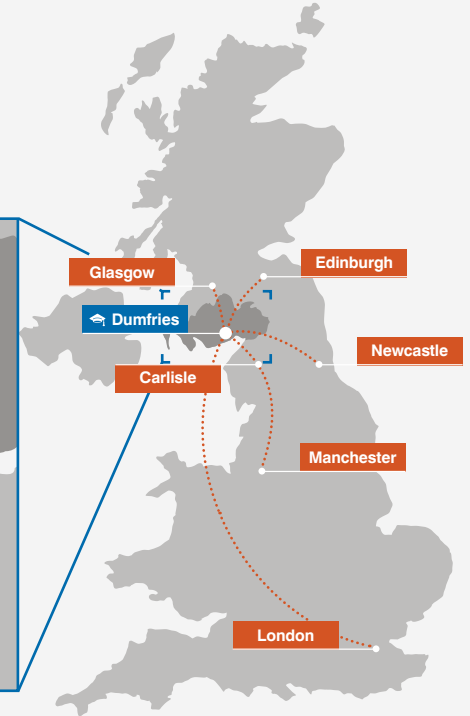 Edinburgh
Glasgow
Dumfries
Newcastle
Carlisle
Manchester
London